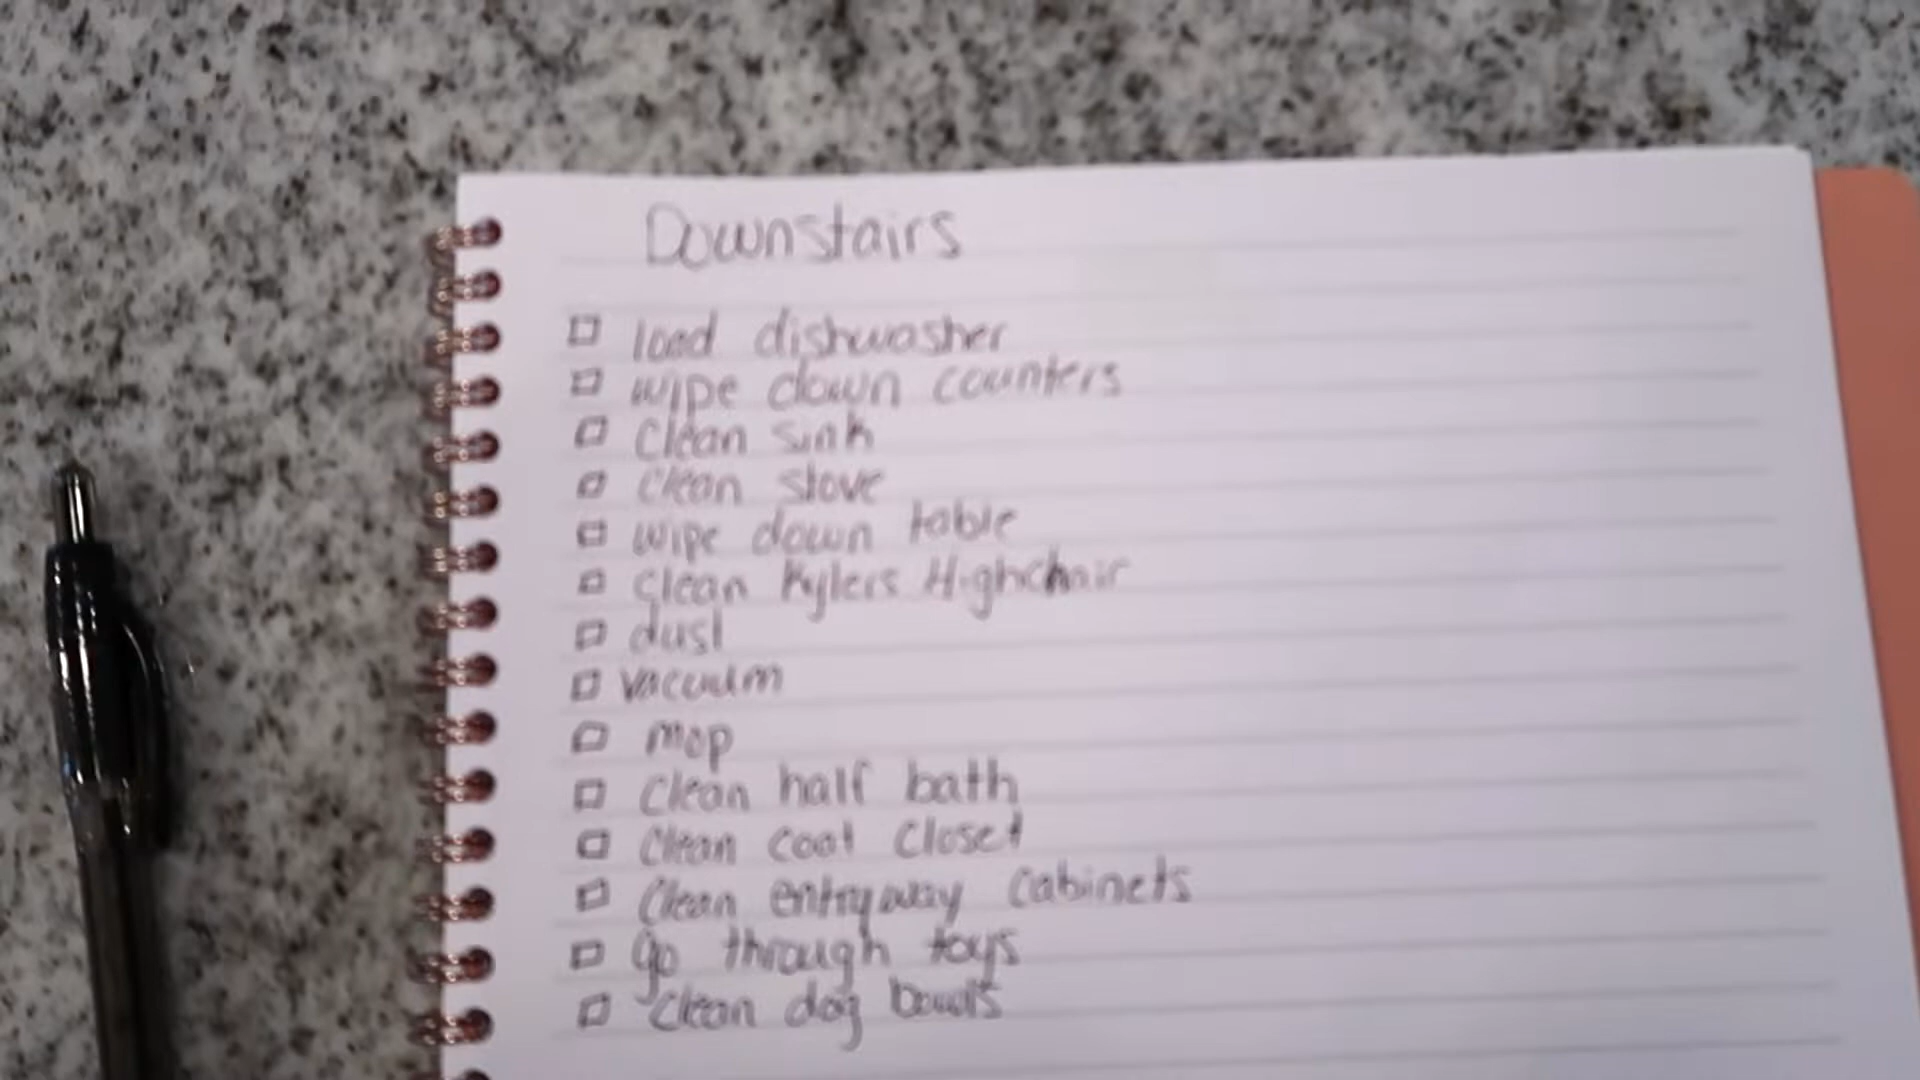 Downstairs
load dishwasher
wipe down counters
Clean sink
Clean stove
wipe down table
Clean Kylers Highchair
dust
vacuum
mop
Clean half bath
Clean coat Closet
Clean entryway Cabinets
go through toys
Clean dog bowls